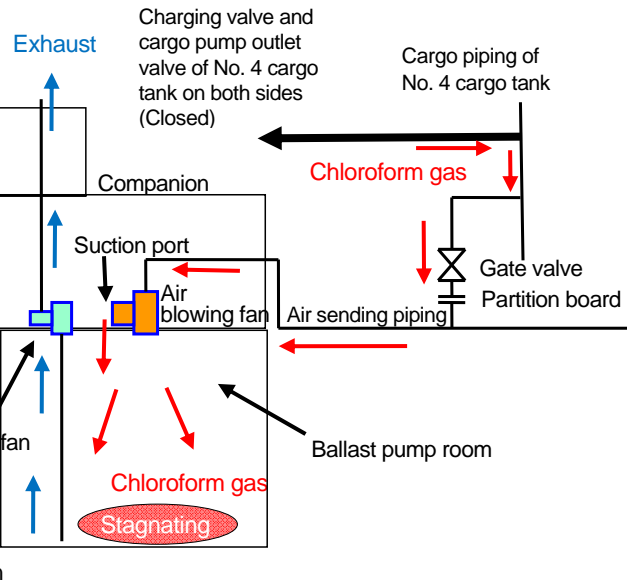 Charging valve and
cargo pump outlet
valve of No. 4 cargo
tank on both sides
(Closed)
Exhaust
Cargo piping of
No. 4 cargo tank
Chloroform gas
Companion
Suction port
Air
blowing fan
Gate valve
Partition board
Air sending piping
fan
Ballast pump room
Chloroform gas
Stagnating